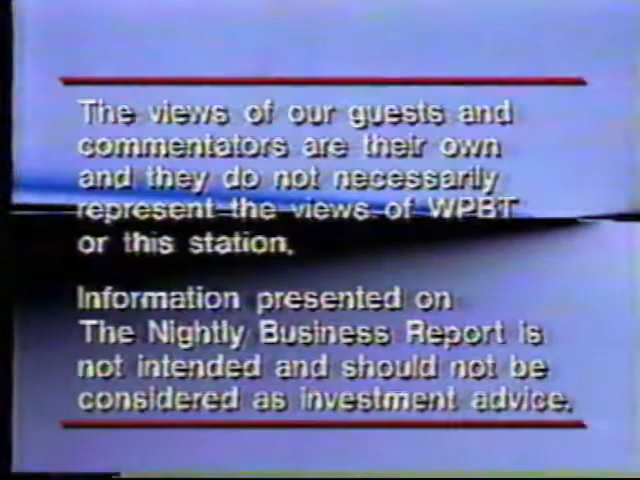 The views of our guests and
commentators are their own
and they do not necessarily
represent the views of WPBT
or this station.
Information presented on
The Nightly Business Report is
not intended and should not be
considered as investment advice.